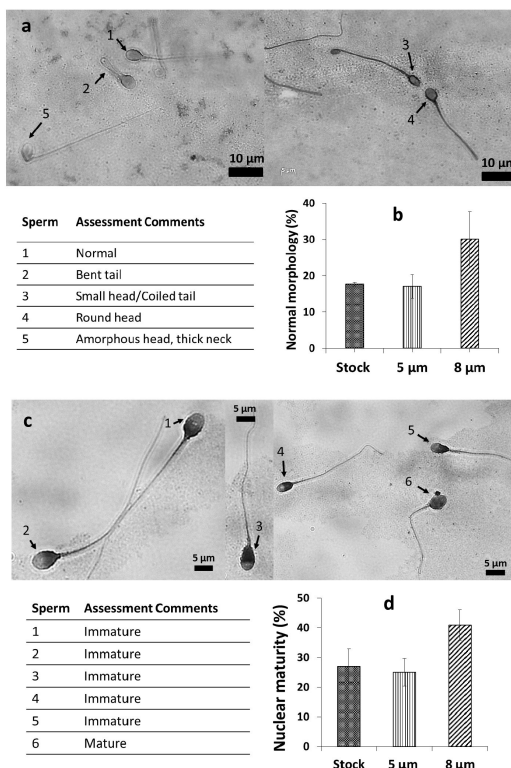 a
1
2
5
10 µm
3
4
5 µm
10 µm
Sperm Assessment Comments
1 Normal
2 Bent tail
3 Small head/Coiled tail
4 Round head
5 Amorphous head, thick neck
b
Normal morphology (%)
40
30
20
10
0
Stock 5 µm 8 µm
c
1
2
5 µm
5 µm
3
4
5
6
5 µm
Sperm Assessment Comments
1 Immature
2 Immature
3 Immature
4 Immature
5 Immature
6 Mature
d
Nuclear maturity (%)
50
40
30
20
10
0
Stock 5 µm 8 µm